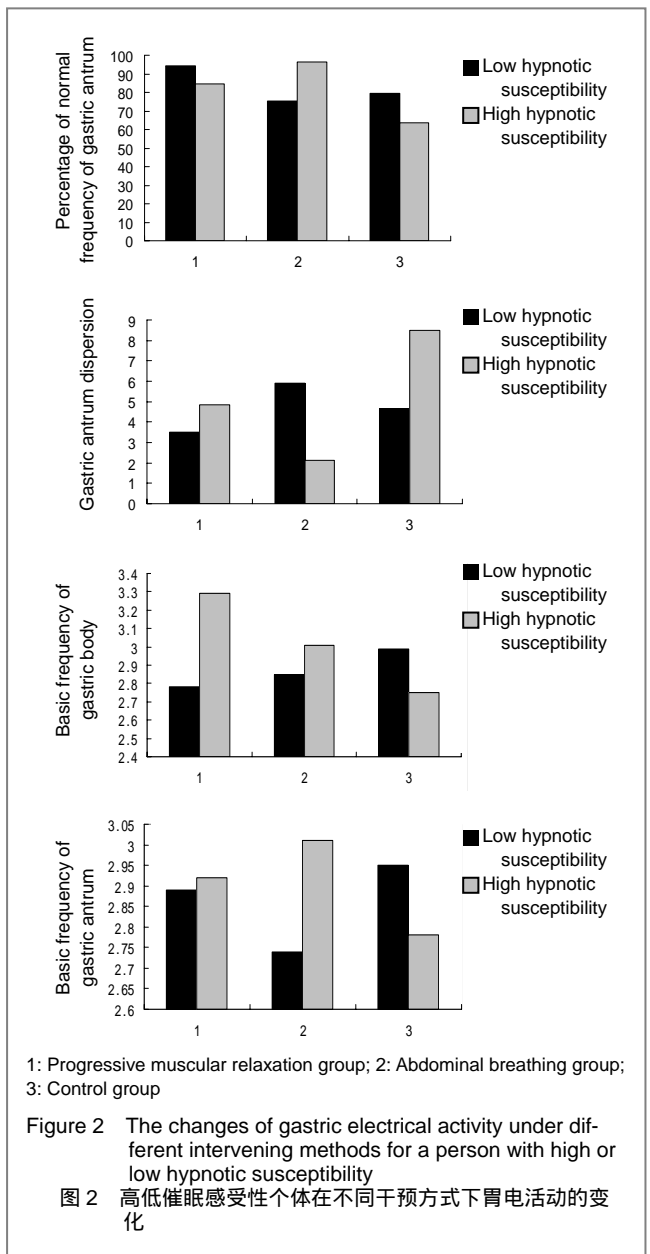 Percentage of normal
frequency of gastric antrum
100
90
80
70
60
50
40
30
20
10
0
1
2
3
Low hypnotic
susceptibility
High hypnotic
susceptibility
Gastric antrum dispersion
9
8
7
6
5
4
3
2
1
0
1
2
3
Low hypnotic
susceptibility
High hypnotic
susceptibility
Basic frequency of
gastric body
3.4
3.3
3.2
3.1
3
2.9
2.8
2.7
2.6
2.5
2.4
1
2
3
Low hypnotic
susceptibility
High hypnotic
susceptibility
Basic frequency of
gastric antrum
3.05
3
2.95
2.9
2.85
2.8
2.75
2.7
2.65
2.6
1
2
3
Low hypnotic
susceptibility
High hypnotic
susceptibility
1: Progressive muscular relaxation group; 2: Abdominal breathing group;
3: Control group
Figure 2 The changes of gastric electrical activity under dif-
ferent intervening methods for a person with high or
low hypnotic susceptibility
图 2 高低催眠感受性个体在不同干预方式下胃电活动的变
化